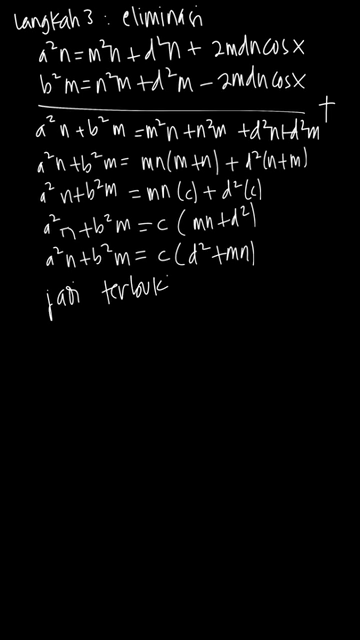 Langkah 3 : eliminasi
a²n = m²n + d²n + 2mdn cos x
b²m = n²m + d²m - 2mdn cos x
+
a²n + b²m = m²n + n²m + d²n + d²m
a²n + b²m = mn(m+n) + d²(n+m)
a²n + b²m = mn(c) + d²(c)
a²n + b²m = c(mn + d²)
a²n + b²m = c(d² + mn)
jadi terbuk